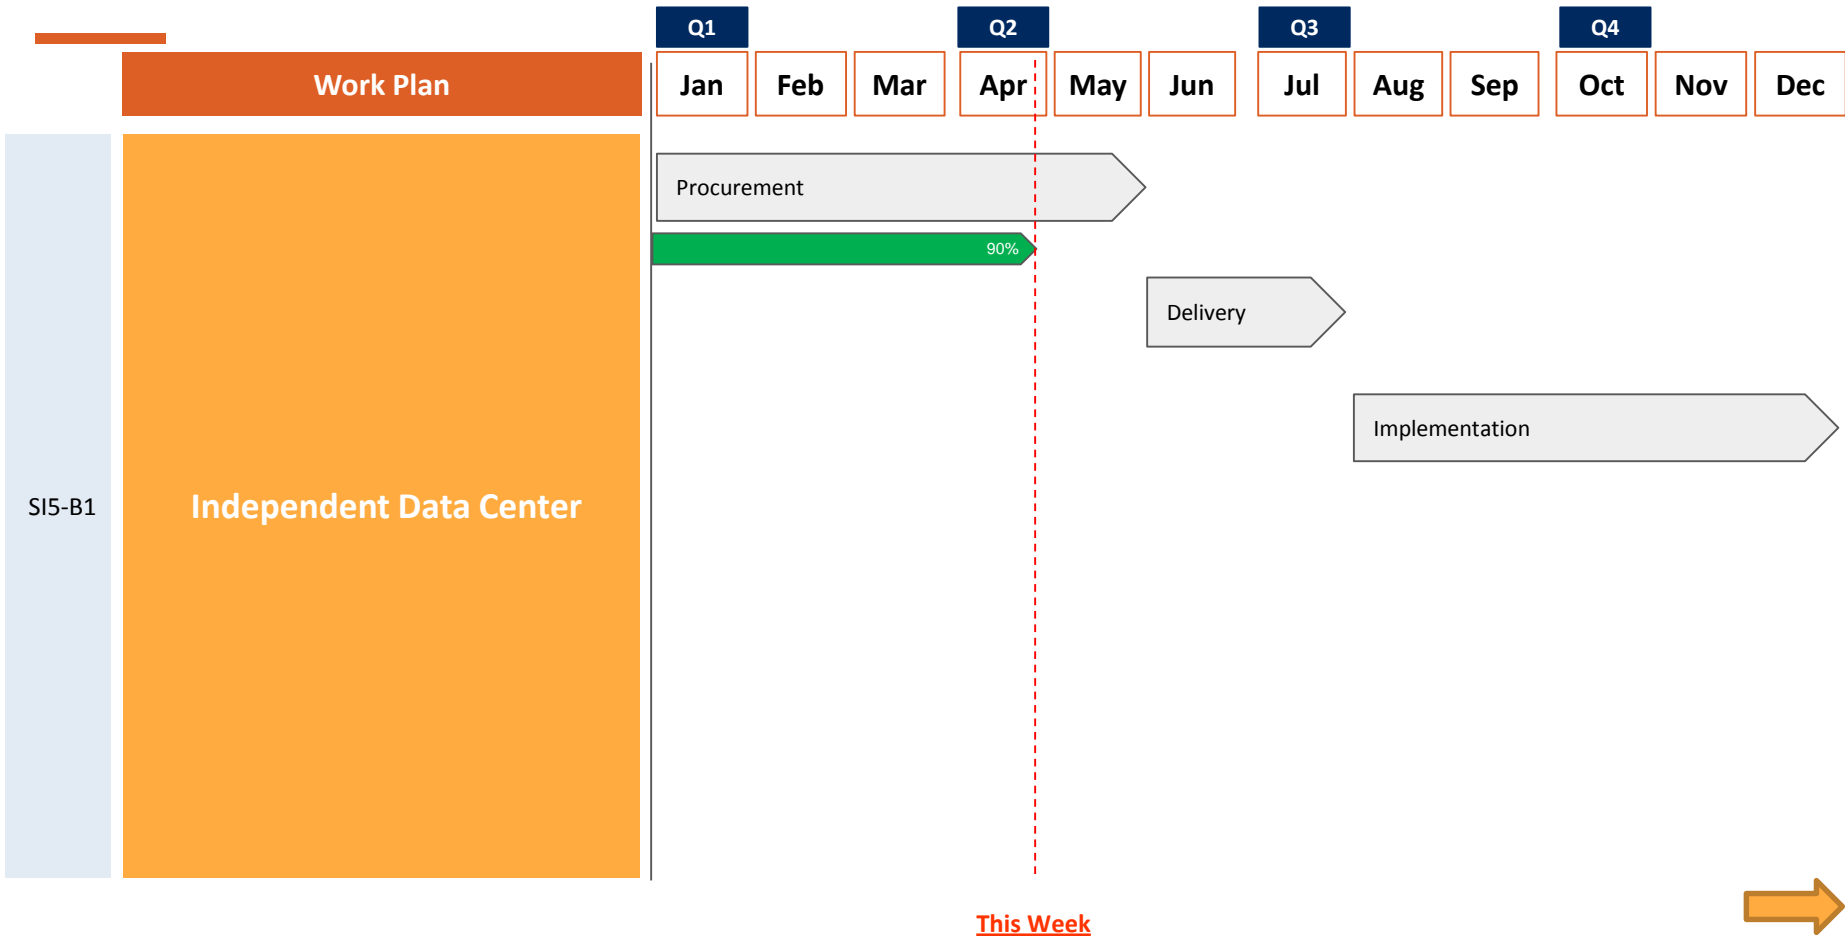 Q1 Q2 Q3 Q4
Work Plan Jan Feb Mar Apr May Jun Jul Aug Sep Oct Nov Dec
Procurement
90%
Delivery
Implementation
SI5-B1 Independent Data Center
This Week